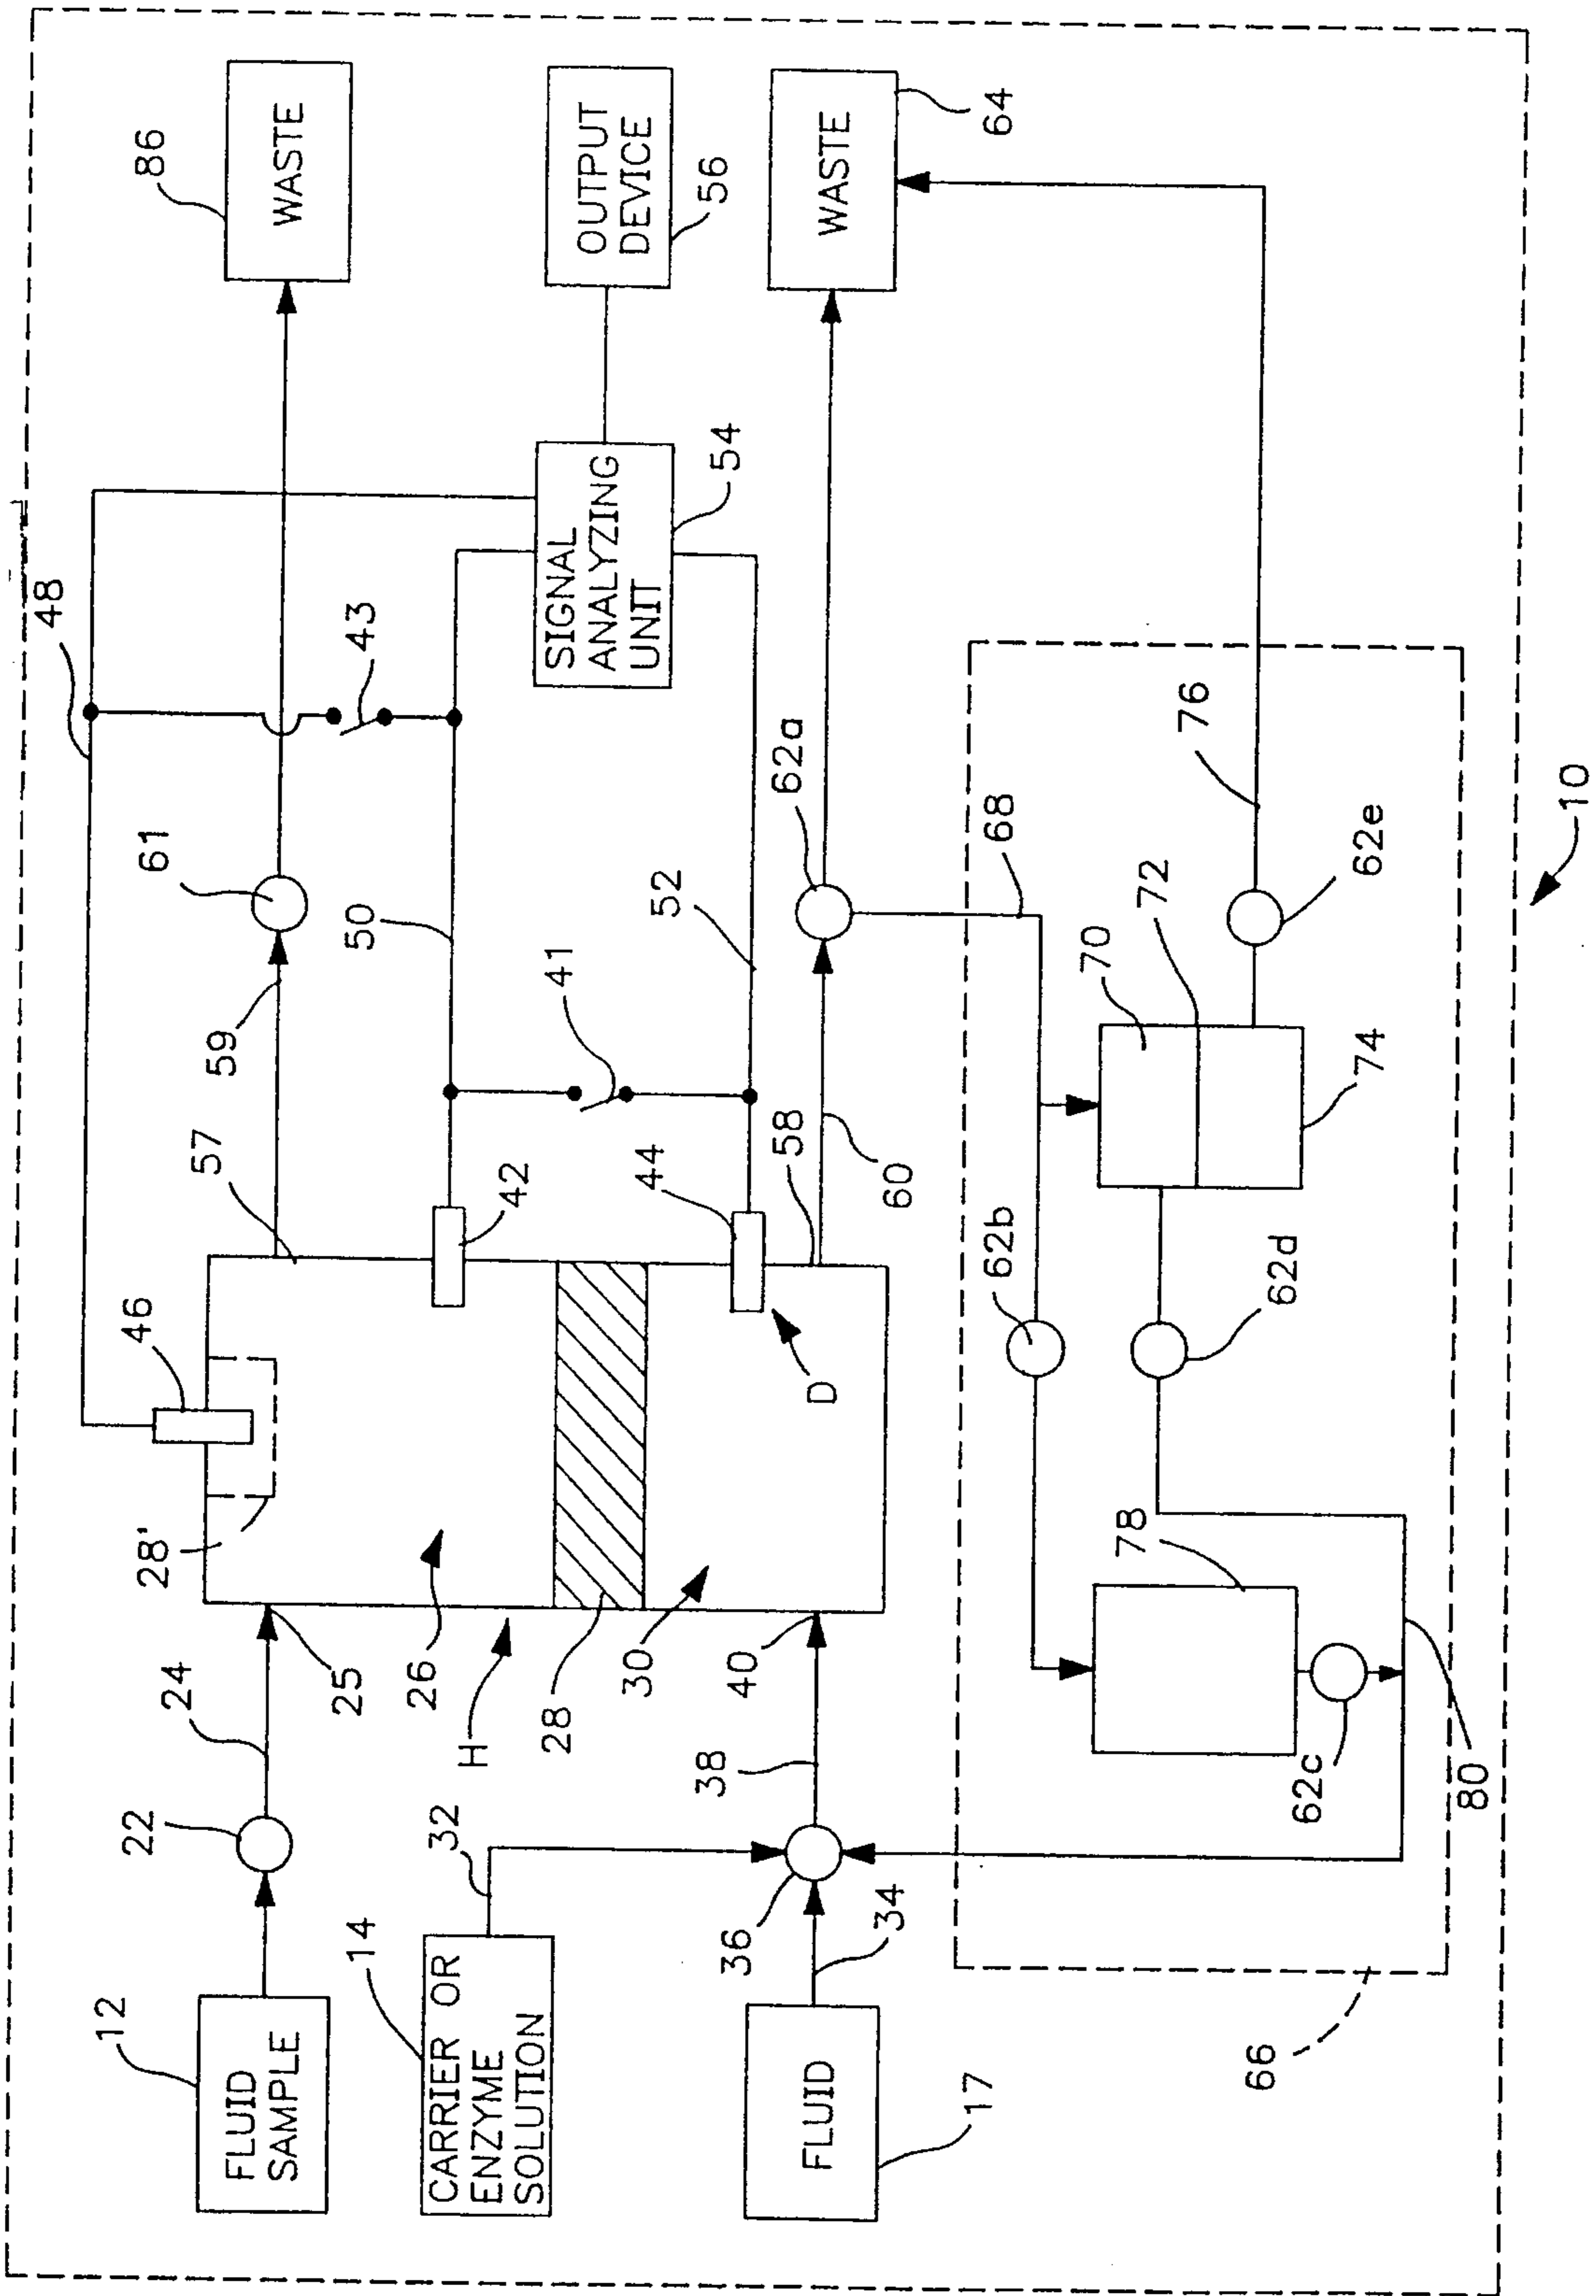 86
WASTE
48
43
61
OUTPUT
DEVICE
56
WASTE
64
SIGNAL
ANALYZING
UNIT
54
59
57
50
52
41
62a
68
76
46
42
44
58
60
70
72
62e
74
10
28'
D
62b
62d
25
24
22
26
H
28
30
40
38
78
62c
80
12
FLUID
SAMPLE
14
32
CARRIER OR
ENZYME
SOLUTION
36
34
FLUID
17
66